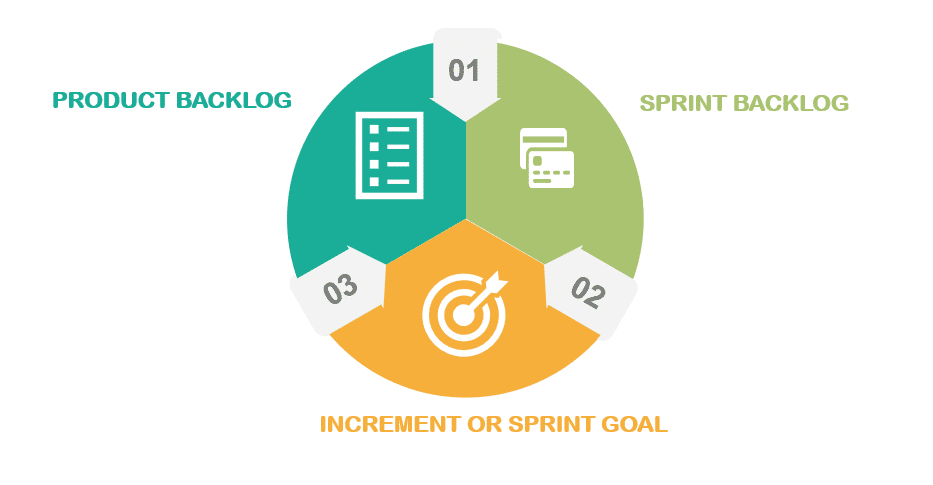 01
PRODUCT BACKLOG
SPRINT BACKLOG
03
02
INCREMENT OR SPRINT GOAL